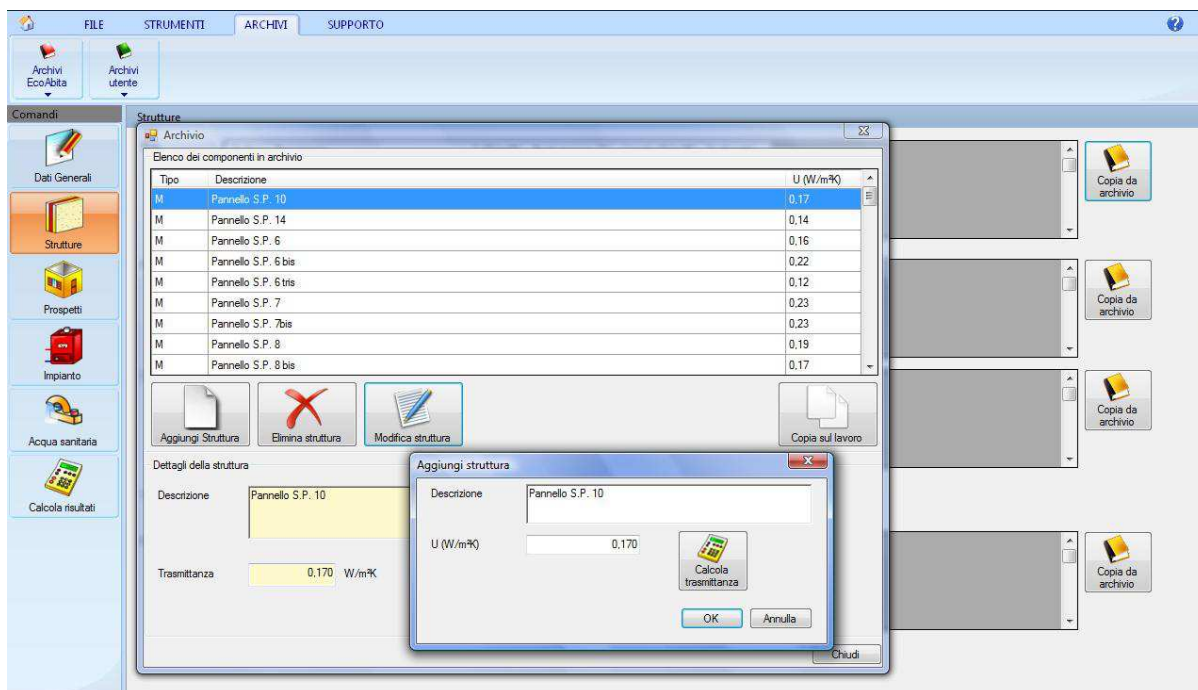 FILE STRUMENTI ARCHIVI SUPPORTO
Archivi EcoAbita
Archivi utente
Comandi
Dati Generali
Strutture
Prospetti
Impianto
Acqua sanitaria
Calcola risultati
Strutture
Archivio
Elenco dei componenti in archivio
Tipo Descrizione U (W/m²K)
M Pannello S.P. 10 0,17
M Pannello S.P. 14 0,14
M Pannello S.P. 6 0,16
M Pannello S.P. 6 bis 0,22
M Pannello S.P. 6 tris 0,12
M Pannello S.P. 7 0,23
M Pannello S.P. 7bis 0,23
M Pannello S.P. 8 0,19
M Pannello S.P. 8 bis 0,17
Aggiungi Struttura
Elimina struttura
Modifica struttura
Copia sul lavoro
Dettagli della struttura
Descrizione Pannello S.P. 10
Trasmittanza 0,170 W/m²K
Aggiungi struttura
Descrizione Pannello S.P. 10
U (W/m²K) 0,170
Calcola
trasmittanza
OK Annulla
Chiudi
Copia da
archivio
Copia da
archivio
Copia da
archivio
Copia da
archivio